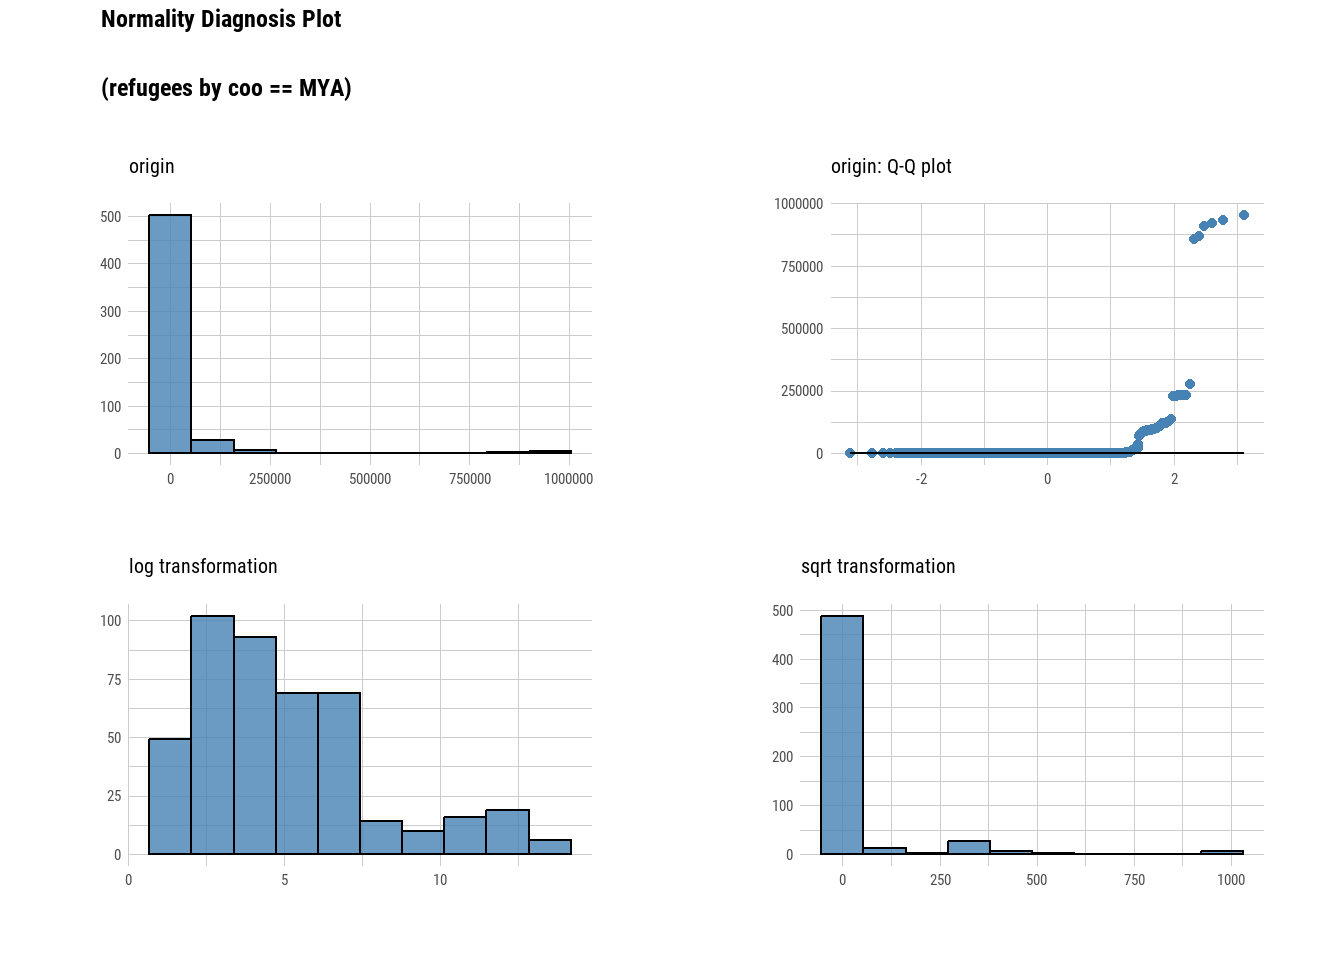 Normality Diagnosis Plot
(refugees by coo == MYA)
origin
500
400
300
200
100
0
0 250000 500000 750000 1000000
origin: Q-Q plot
1000000
750000
500000
250000
0
-2 0 2
log transformation
100
75
50
25
0
0 5 10
sqrt transformation
500
400
300
200
100
0
0 250 500 750 1000